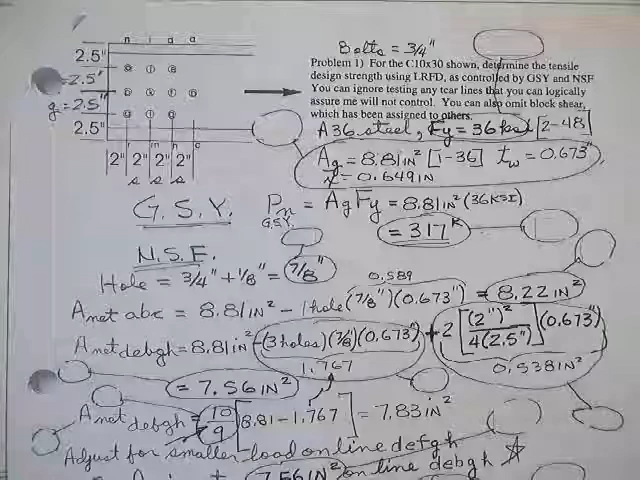 Bolts = 3/4"
Problem 1) For the C10x30 shown, determine the tensile
design strength using LRFD, as controlled by GSY and NSF.
You can ignore testing any tear lines that you can logically
assure me will not control. You can also omit block shear,
which has been assigned to others.
2.5"
2.5"
g = 2.5"
2.5"
2" 2" 2" 2"
s s s
A36 steel, Fy = 36 ksi [2-48]
Ag = 8.81 in² [1-36] tw = 0.673"
x̄ = 0.649 in
G.S.Y. Pn = AgFy = 8.81 in² (36 KSI)
G.S.Y.
= 317 K
N.S.F.
Hole = 3/4" + 1/8" = 7/8"
0.589
Anet abc = 8.81 in² - 1 hole (7/8")(0.673") = 8.22 in²
Anet debgh = 8.81 in² - (3 holes)(7/8)(0.673") + 2[(2")²/4(2.5")](0.673")
1.767
0.538 in²
= 7.56 in²
Anet debgh = 10/9 [8.81 - 1.767] = 7.83 in²
Adjust for smaller load on line defgh
7.56 in² on line debgh